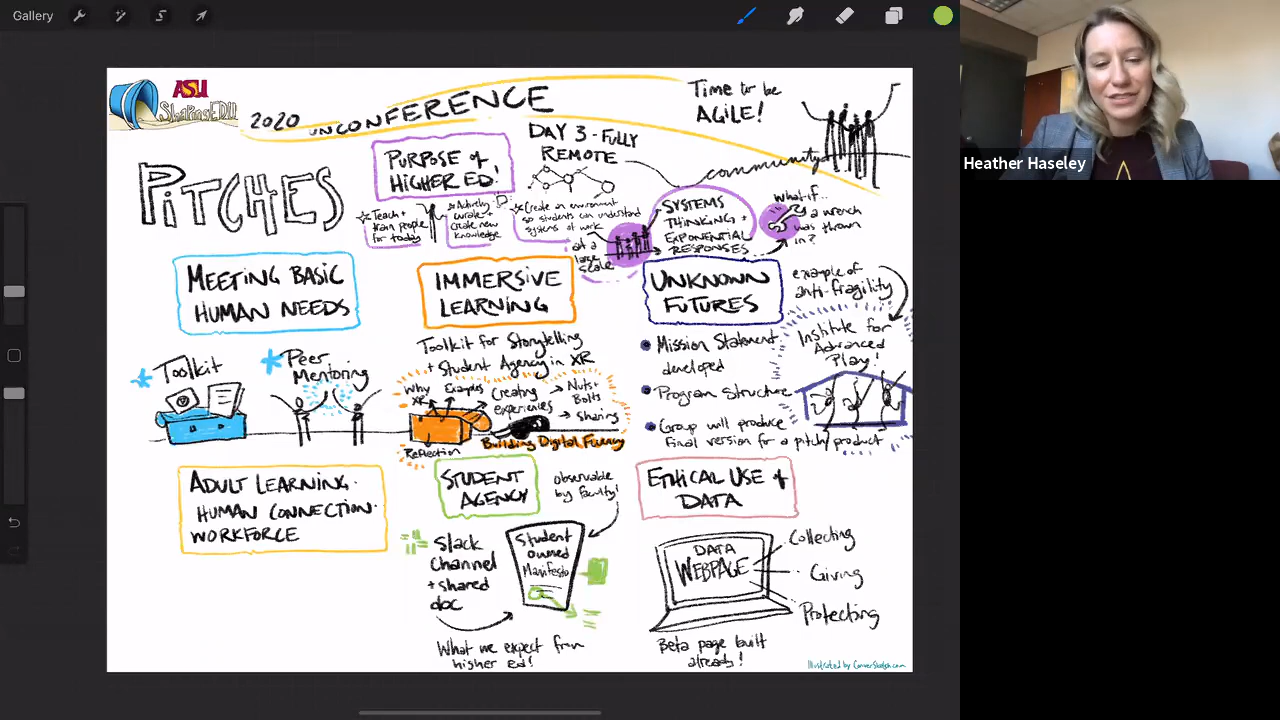 Gallery
Heather Haseley
ASU
SharingEDU
2020 UNCONFERENCE
Time to be
AGILE!
DAY 3 - FULLY
REMOTE
community
PITCHES
PURPOSE of
HIGHER ED!
Teach +
train people
for today
Actively
curate +
create new
knowledge
Create an environment
so students can understand
systems at work
at a
large
scale
SYSTEMS
THINKING +
EXPONENTIAL
RESPONSES
what if...
a wrench
was thrown
in?
MEETING BASIC
HUMAN NEEDS
Toolkit
Peer
Mentoring
IMMERSIVE
LEARNING
Toolkit for Storytelling
+ Student Agency in XR
Why
XR
Examples
Creating
experiences
Nuts +
Bolts
Sharing
Reflection
Building Digital Fluency
UNKNOWN
FUTURES
example of
anti-fragility
Mission Statement
developed
Program Structure
Group will produce
final version for a pitch/product
Institute for
Advanced
Play!
ADULT LEARNING.
HUMAN CONNECTION.
WORKFORCE
STUDENT
AGENCY
observable
by faculty!
Slack
Channel
+ shared
doc
Student
owned
Manifesto
What we expect from
higher ed!
ETHICAL USE of
DATA
DATA
WEBPAGE
Collecting
Giving
Protecting
Beta page built
already!
Illustrated by ConverSketch.com